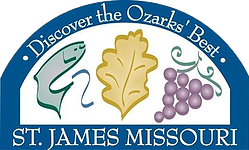 · Discover the Ozarks' Best ·
ST. JAMES MISSOURI